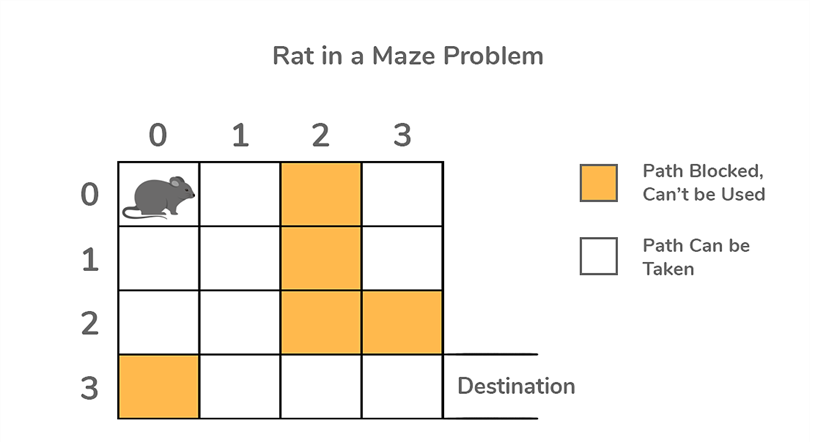 Rat in a Maze Problem
0 1 2 3
0
Path Blocked,
Can't be Used
1
Path Can be
Taken
2
3
Destination